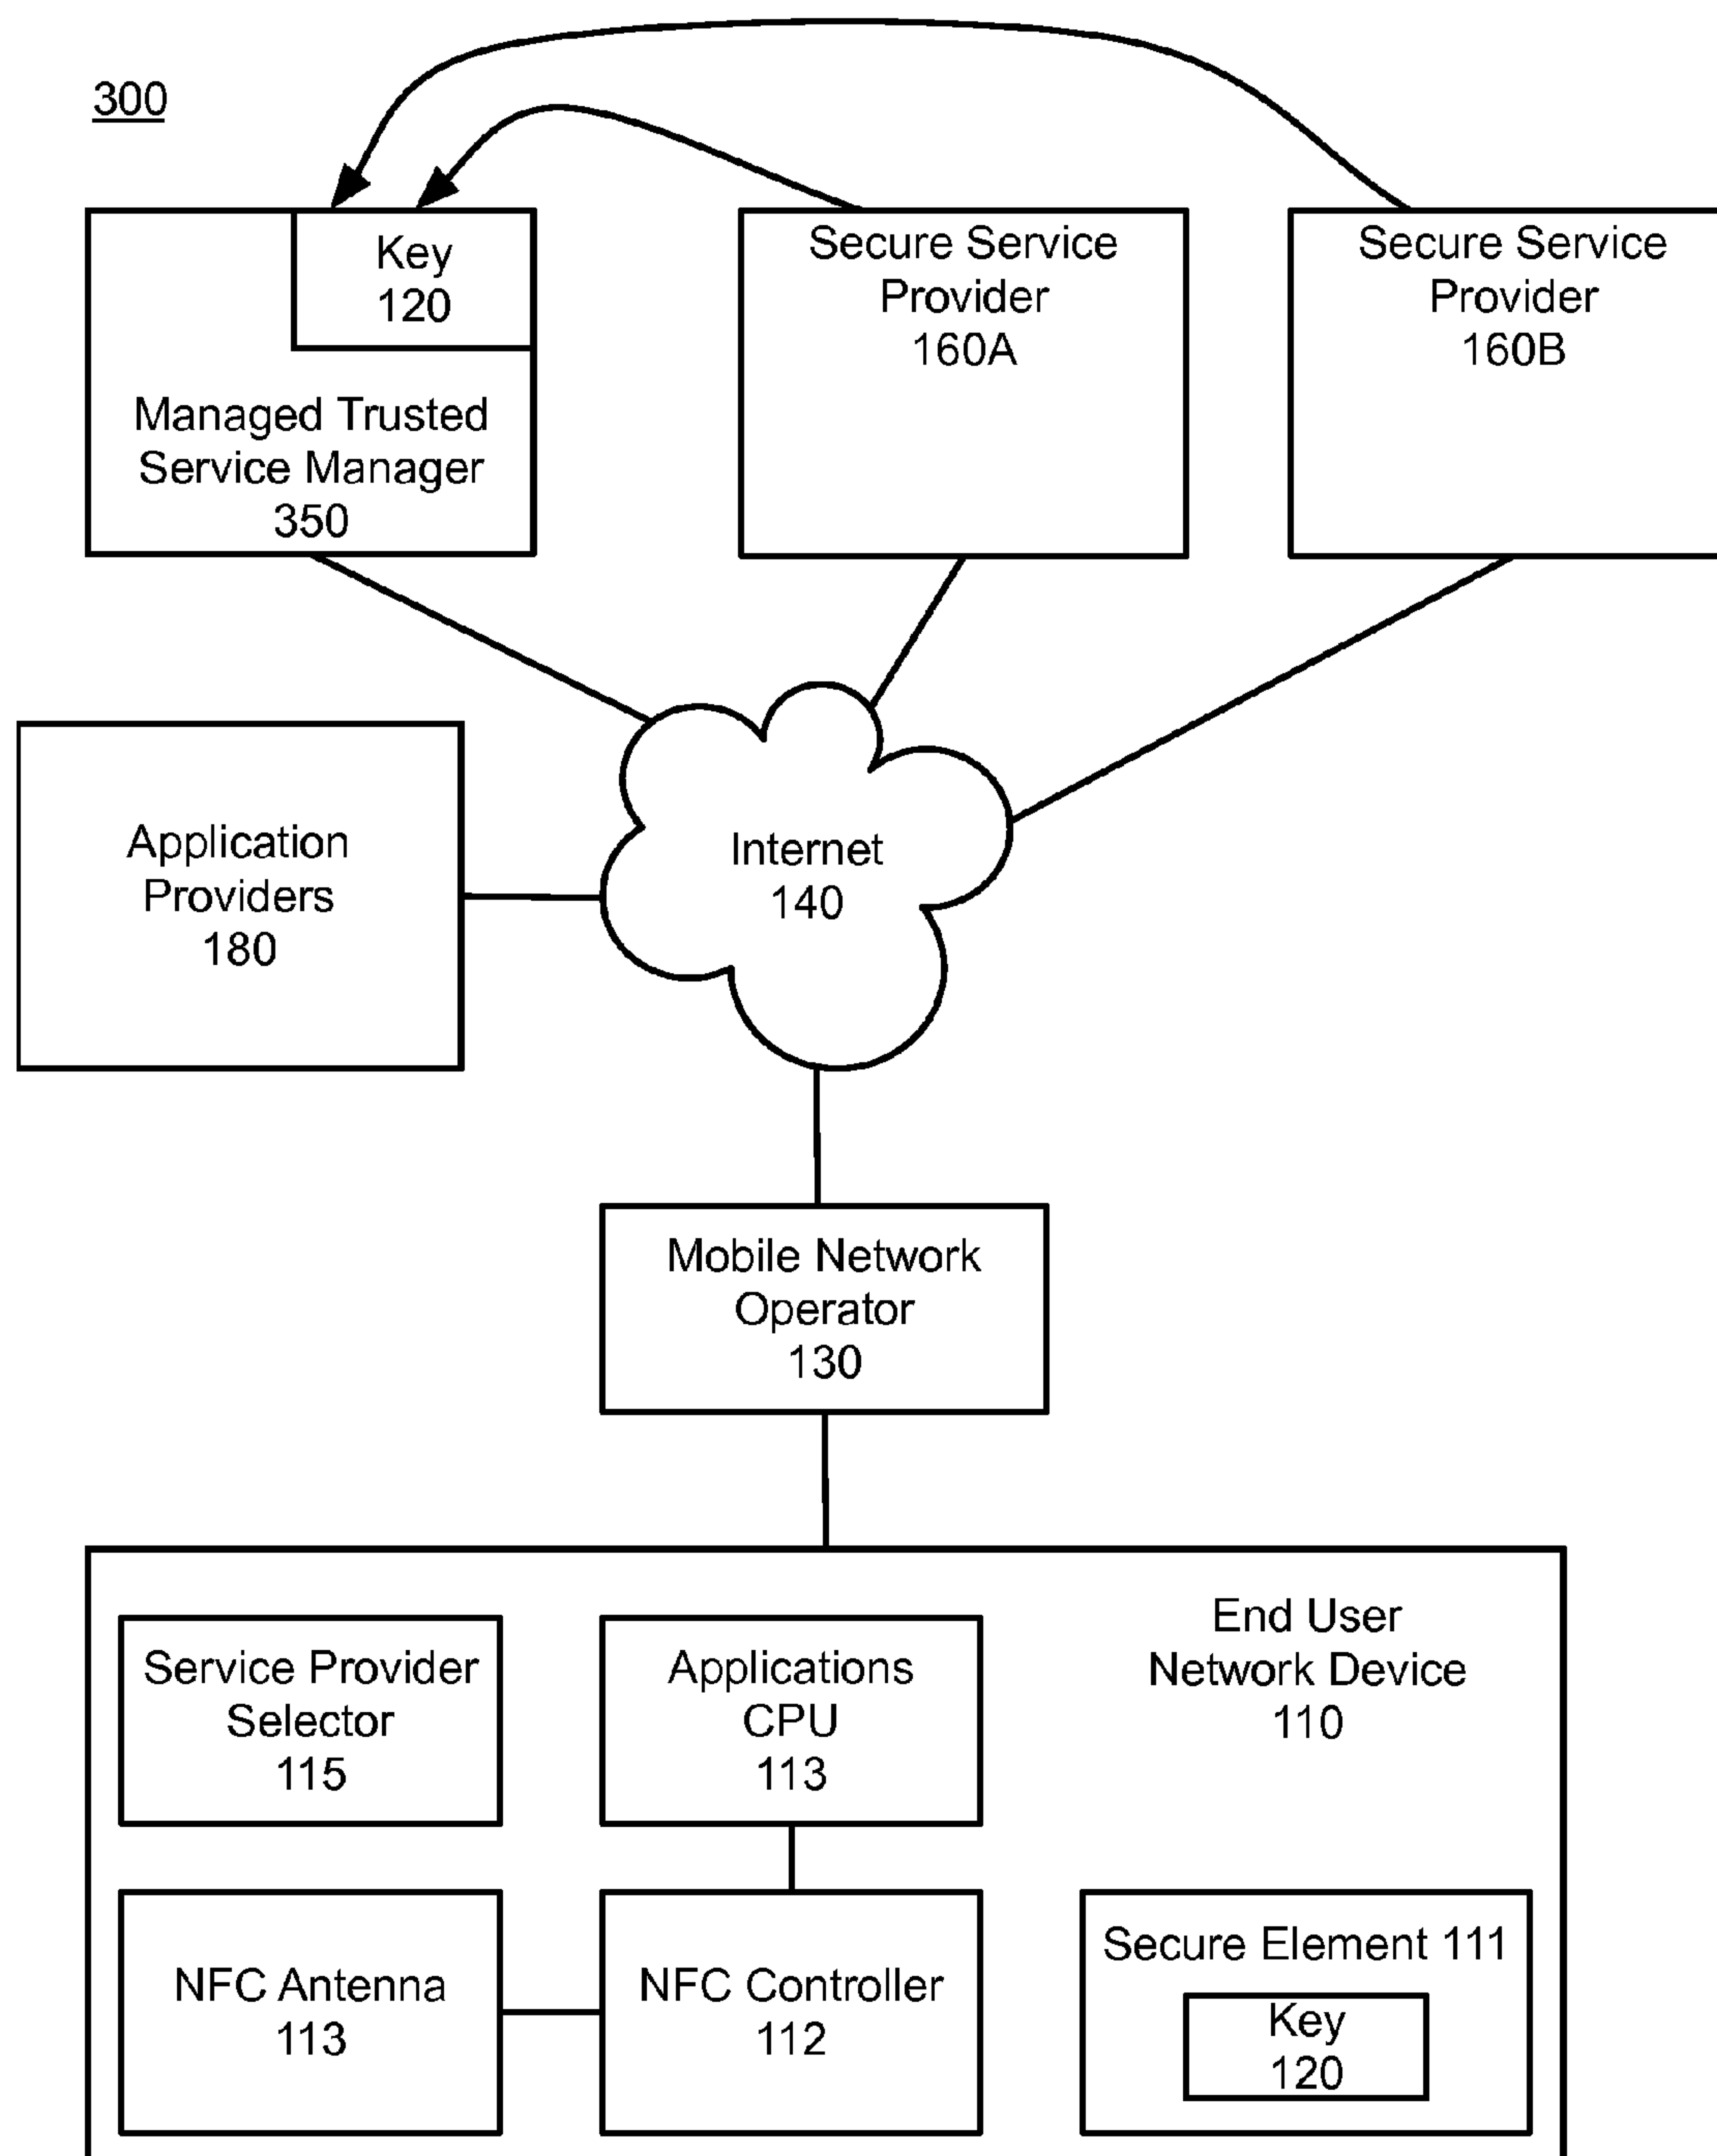 300
Key
120
Managed Trusted
Service Manager
350
Secure Service
Provider
160A
Secure Service
Provider
160B
Application
Providers
180
Internet
140
Mobile Network
Operator
130
End User
Network Device
110
Service Provider
Selector
115
Applications
CPU
113
NFC Antenna
113
NFC Controller
112
Secure Element 111
Key
120